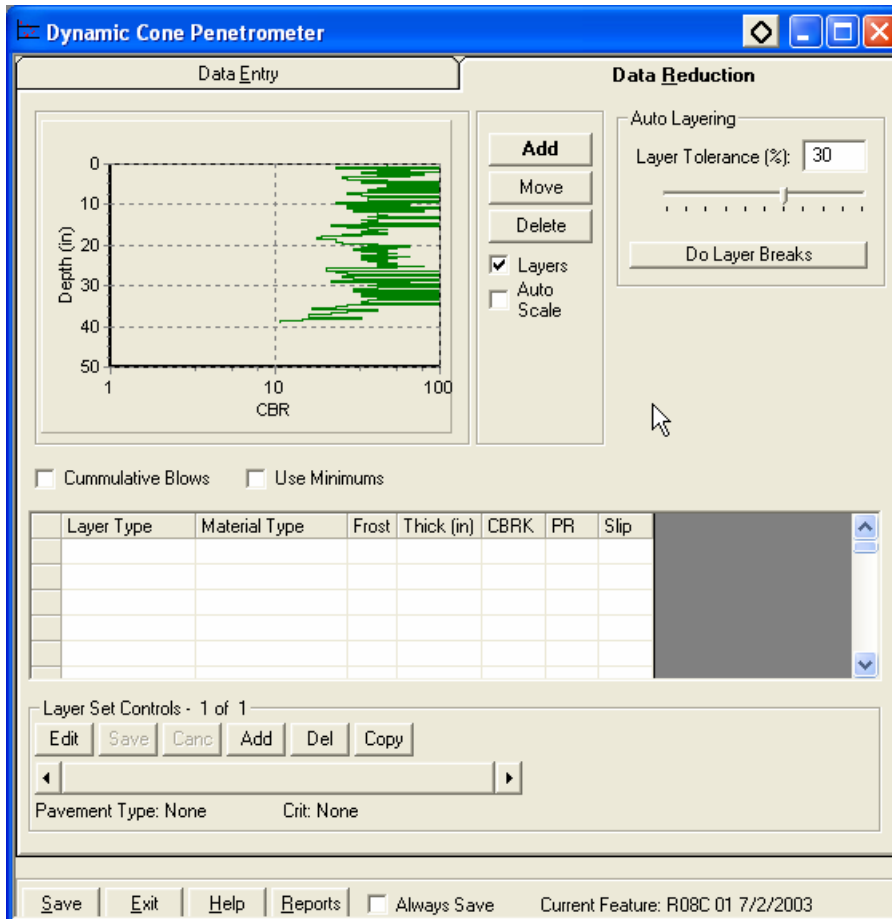 Dynamic Cone Penetrometer
Data Entry
Data Reduction
0
10
20
30
40
50
Depth (in)
1
10
100
CBR
Add
Move
Delete
Layers
Auto
Scale
Auto Layering
Layer Tolerance (%): 30
Do Layer Breaks
Cummulative Blows
Use Minimums
Layer Type Material Type Frost Thick (in) CBRK PR Slip
Layer Set Controls - 1 of 1
Edit Save Canc Add Del Copy
Pavement Type: None Crit: None
Save Exit Help Reports Always Save Current Feature: R08C 01 7/2/2003